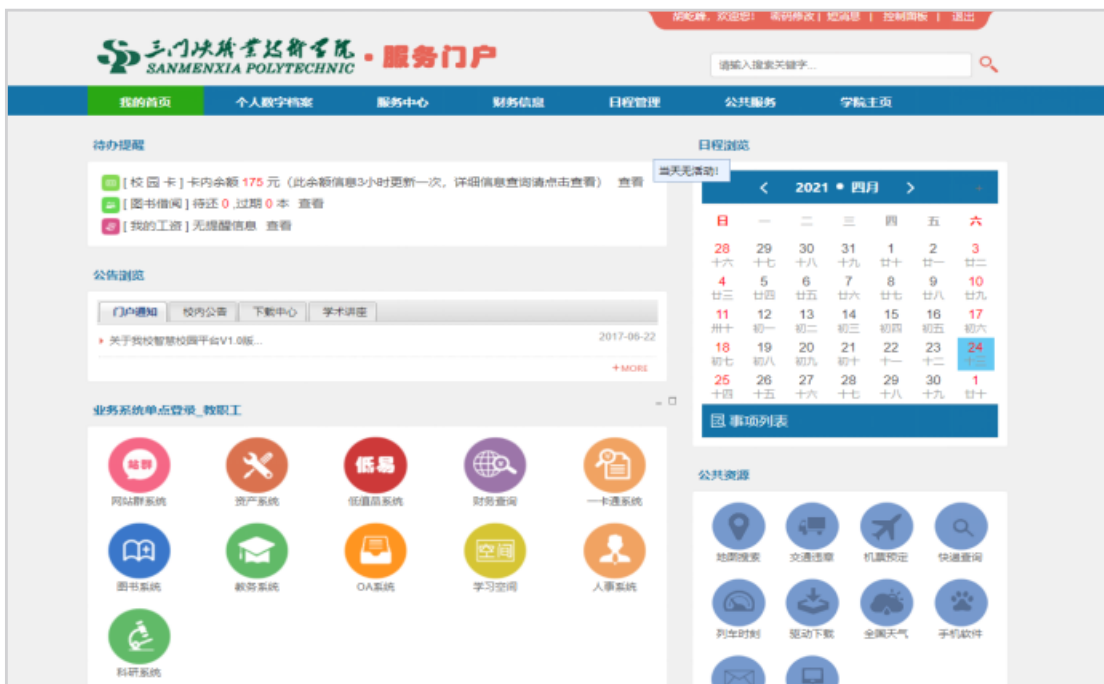 欢迎您! 密码修改 | 短消息 | 控制面板 | 退出
三门峡职业技术学院
SANMENXIA POLYTECHNIC
·服务门户
请输入搜索关键字...
我的首页 个人数字档案 服务中心 财务信息 日程管理 公共服务 学院主页
待办提醒
[ 校 园 卡 ] 卡内余额 175 元（此余额信息3小时更新一次，详细信息查询请点击查看） 查看
[ 图书借阅 ] 待还 0 ,过期 0 本 查看
[ 我的工资 ] 无提醒信息 查看
公告浏览
门户通知 校内公告 下载中心 学术讲座
关于我校智慧校园平台V1.0版...
2017-06-22
+MORE
业务系统单点登录_教职工
站群 低易
网站群系统 资产系统 低值品系统 财务查询 一卡通系统
空间
图书系统 教务系统 OA系统 学习空间 人事系统
科研系统
日程浏览
当天无活动!
2021 • 四月
日 一 二 三 四 五 六
28 29 30 31 1 2 3
十六 十七 十八 十九 廿十 廿一 廿二
4 5 6 7 8 9 10
廿三 廿四 廿五 廿六 廿七 廿八 廿九
11 12 13 14 15 16 17
卅十 初一 初二 初三 初四 初五 初六
18 19 20 21 22 23 24
初七 初八 初九 初十 十一 十二 十三
25 26 27 28 29 30 1
十四 十五 十六 十七 十八 十九 廿十
事项列表
公共资源
地图搜索 交通违章 机票预定 快递查询
列车时刻 驱动下载 全国天气 手机软件